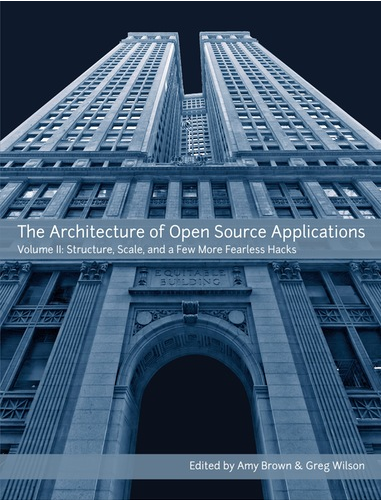 The Architecture of Open Source Applications
Volume II: Structure, Scale, and a Few More Fearless Hacks
EQUITABLE
BUILDING
Edited by Amy Brown & Greg Wilson